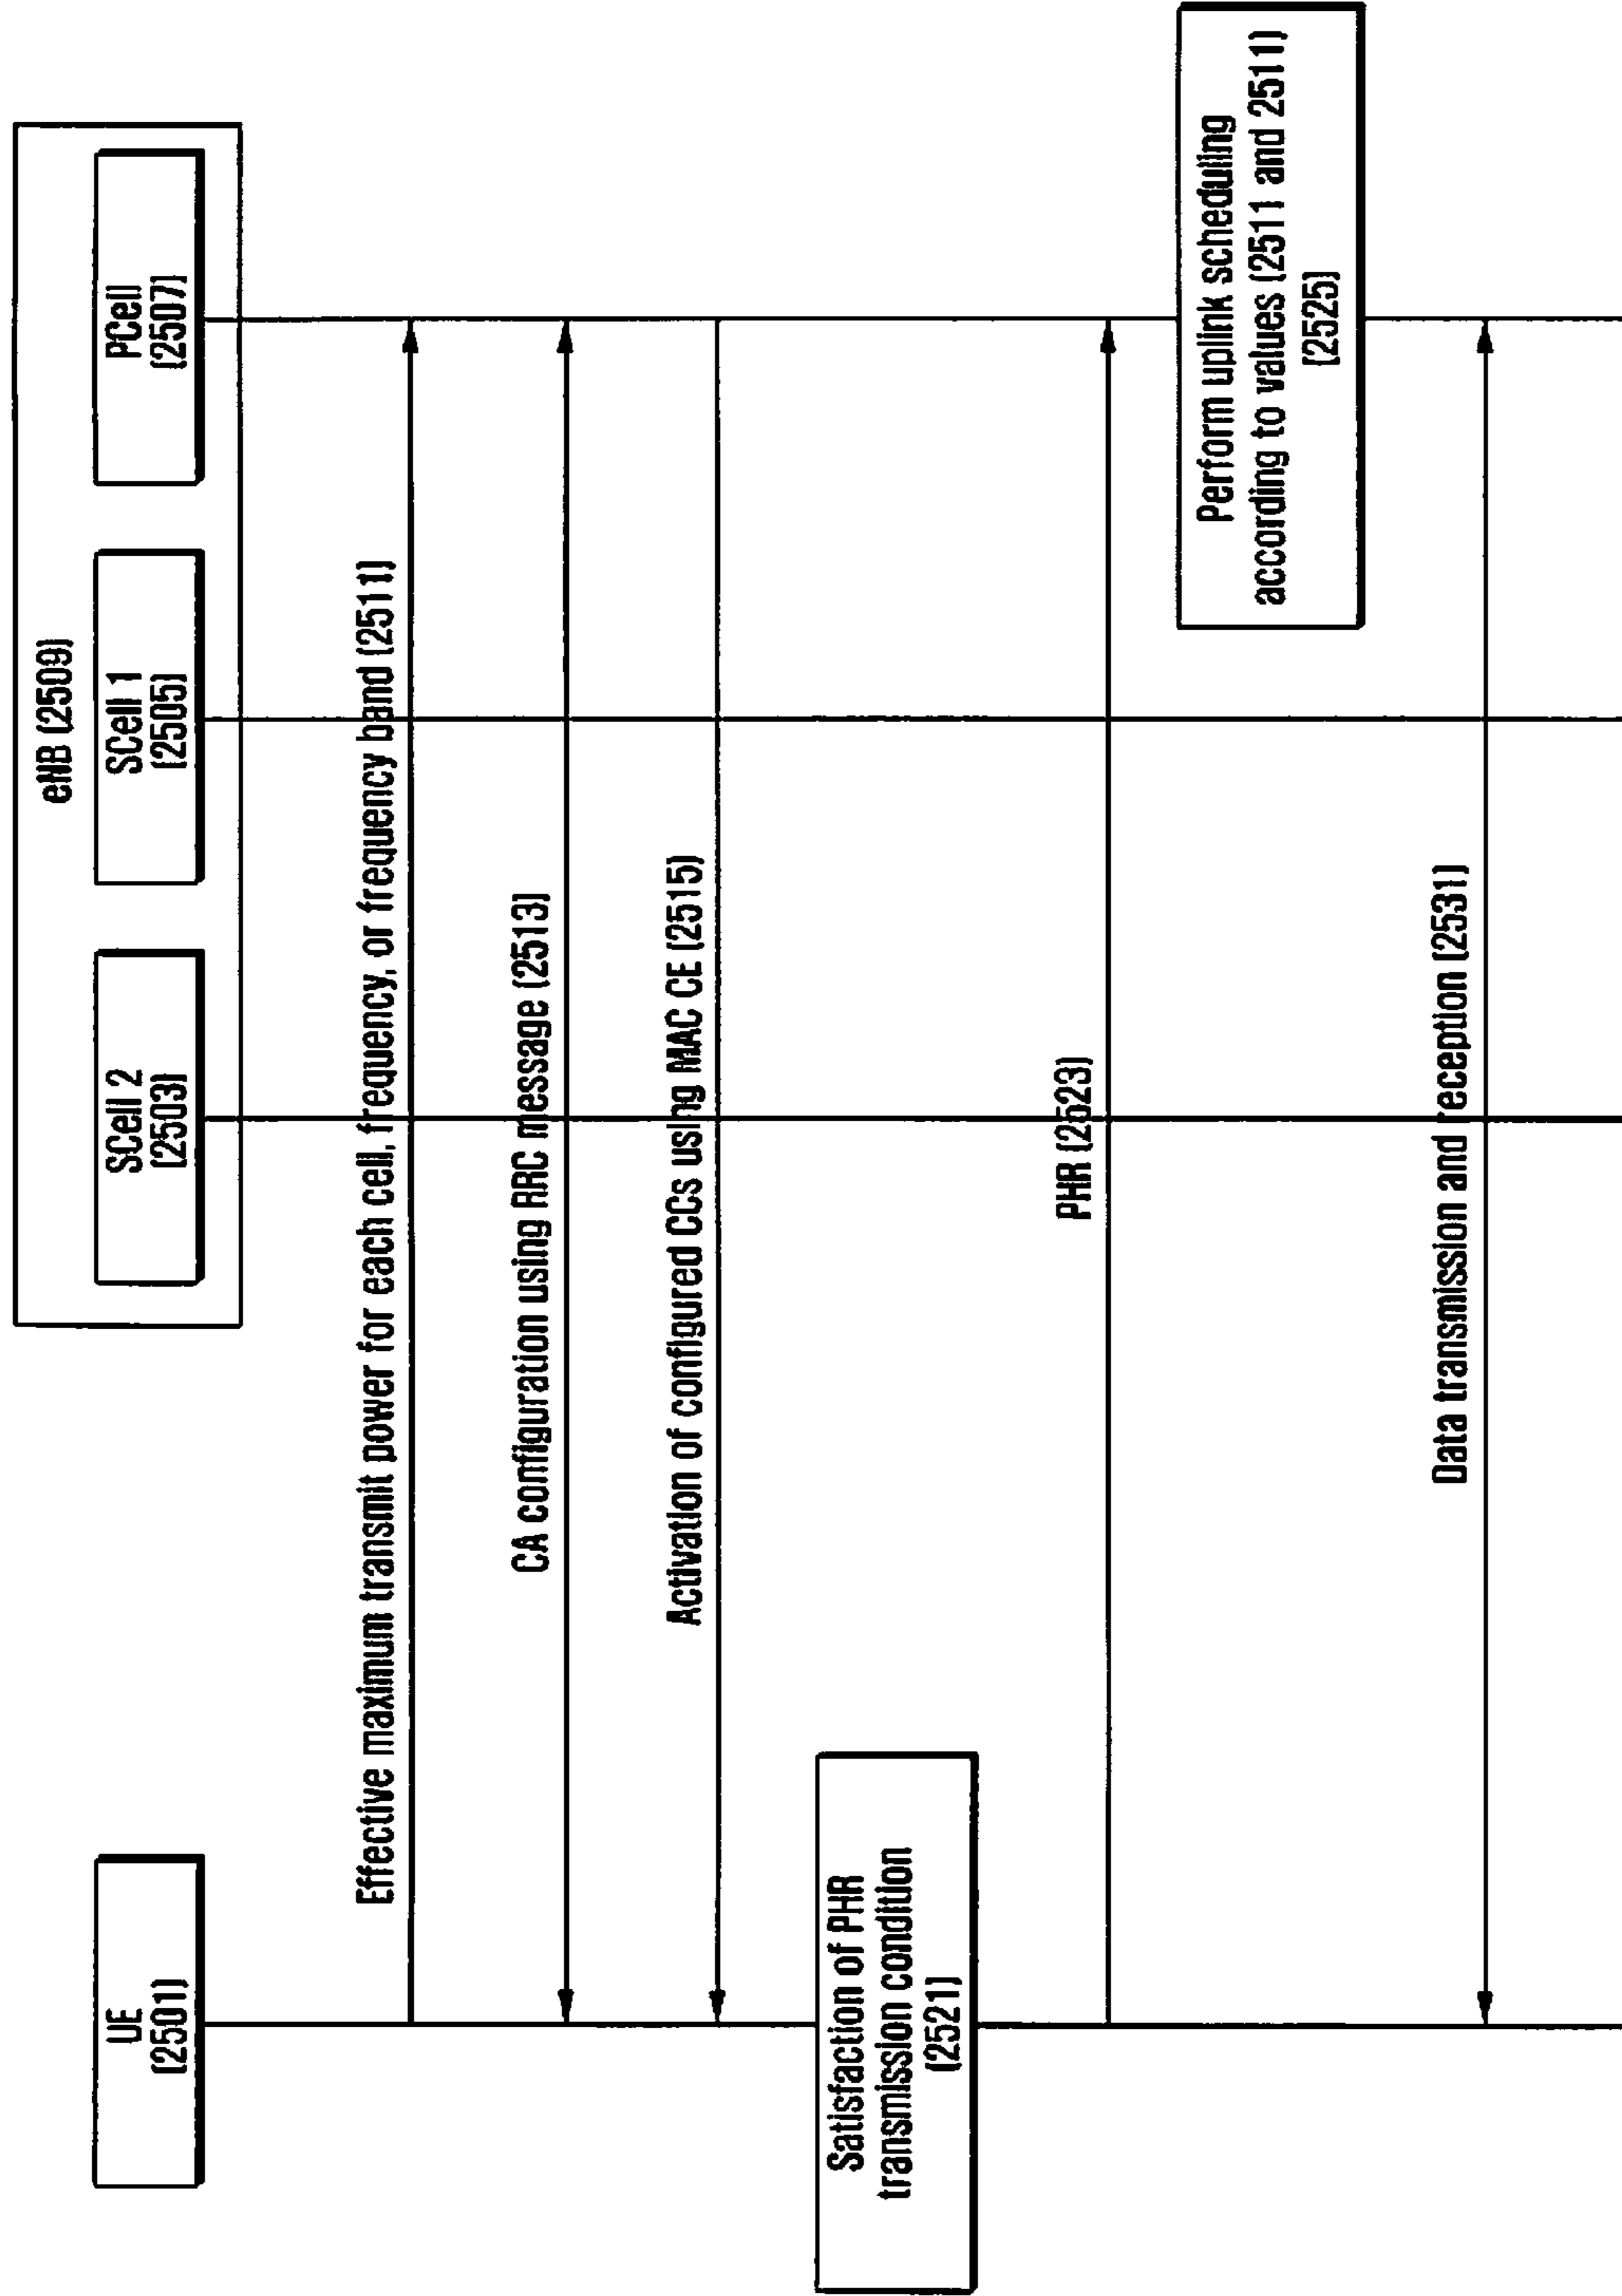 eNB (2509)
UE
(2501)
SCell 2
(2503)
SCell 1
(2505)
PCell
(2507)
Effective maximum transmit power for each cell, frequency, or frequency band (2511)
CA configuration using RRC message (2513)
Activation of configured CCs using MAC CE (2515)
Satisfaction of PHR
transmission condition
(2521)
PHR (2523)
Perform uplink scheduling
according to values (2511 and 2511)
(2525)
Data transmission and reception (2531)